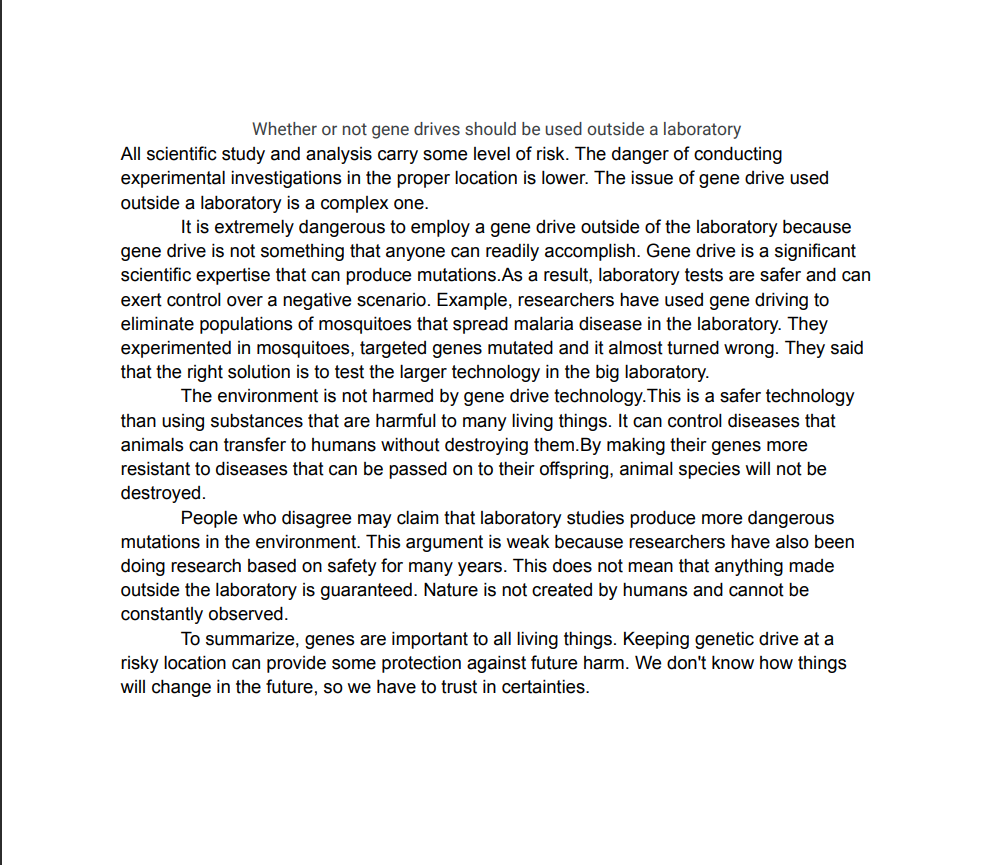 Whether or not gene drives should be used outside a laboratory
All scientific study and analysis carry some level of risk. The danger of conducting
experimental investigations in the proper location is lower. The issue of gene drive used
outside a laboratory is a complex one.
It is extremely dangerous to employ a gene drive outside of the laboratory because
gene drive is not something that anyone can readily accomplish. Gene drive is a significant
scientific expertise that can produce mutations.As a result, laboratory tests are safer and can
exert control over a negative scenario. Example, researchers have used gene driving to
eliminate populations of mosquitoes that spread malaria disease in the laboratory. They
experimented in mosquitoes, targeted genes mutated and it almost turned wrong. They said
that the right solution is to test the larger technology in the big laboratory.
The environment is not harmed by gene drive technology.This is a safer technology
than using substances that are harmful to many living things. It can control diseases that
animals can transfer to humans without destroying them.By making their genes more
resistant to diseases that can be passed on to their offspring, animal species will not be
destroyed.
People who disagree may claim that laboratory studies produce more dangerous
mutations in the environment. This argument is weak because researchers have also been
doing research based on safety for many years. This does not mean that anything made
outside the laboratory is guaranteed. Nature is not created by humans and cannot be
constantly observed.
To summarize, genes are important to all living things. Keeping genetic drive at a
risky location can provide some protection against future harm. We don't know how things
will change in the future, so we have to trust in certainties.